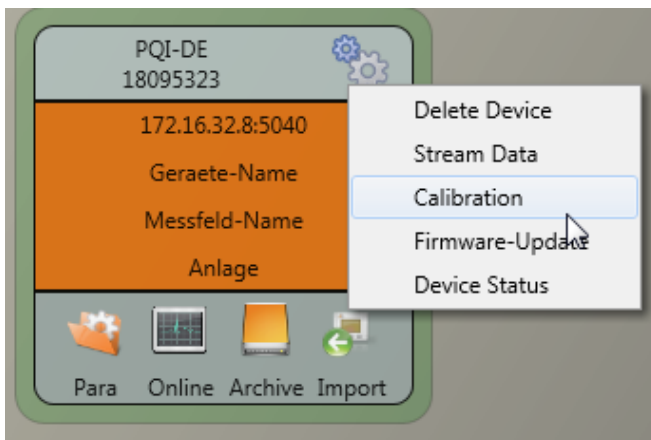 PQI-DE
18095323
172.16.32.8:5040
Geraete-Name
Messfeld-Name
Anlage
Para Online Archive Import
Delete Device
Stream Data
Calibration
Firmware-Update
Device Status